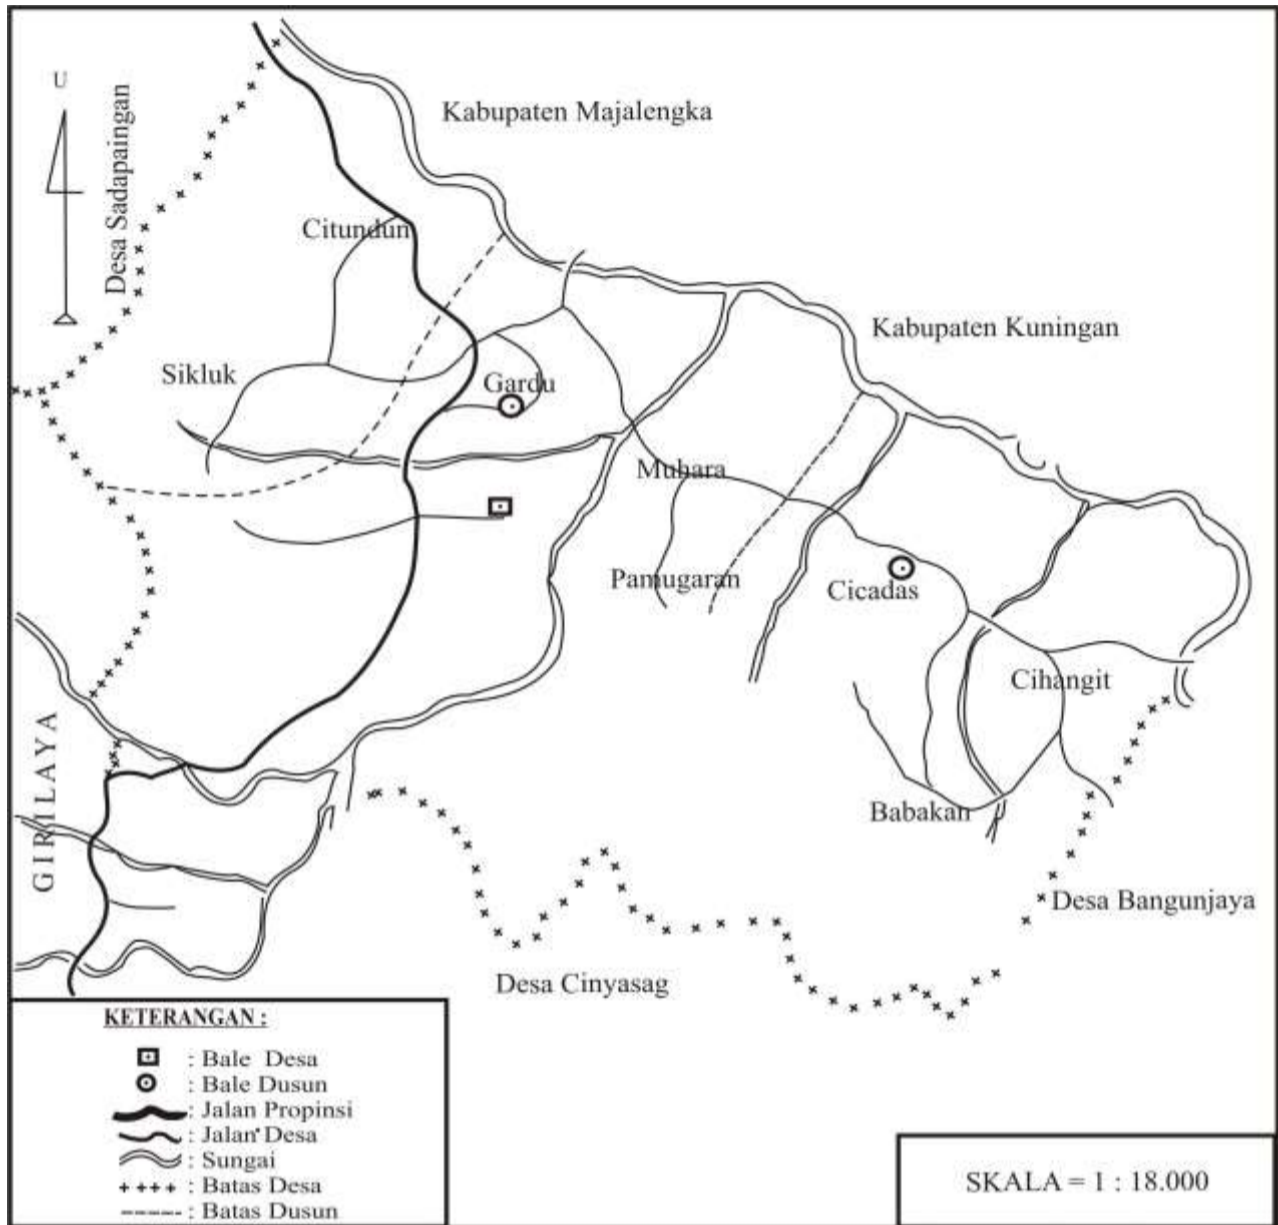 U
Desa Sadapaingan
Kabupaten Majalengka
Citundun
Kabupaten Kuningan
Sikluk
Gardu
Muhara
Pamugaran
Cicadas
Cihangit
GIRILAYA
Babakan
Desa Bangunjaya
Desa Cinyasag
KETERANGAN :
: Bale Desa
: Bale Dusun
: Jalan Propinsi
: Jalan Desa
: Sungai
: Batas Desa
: Batas Dusun
SKALA = 1 : 18.000